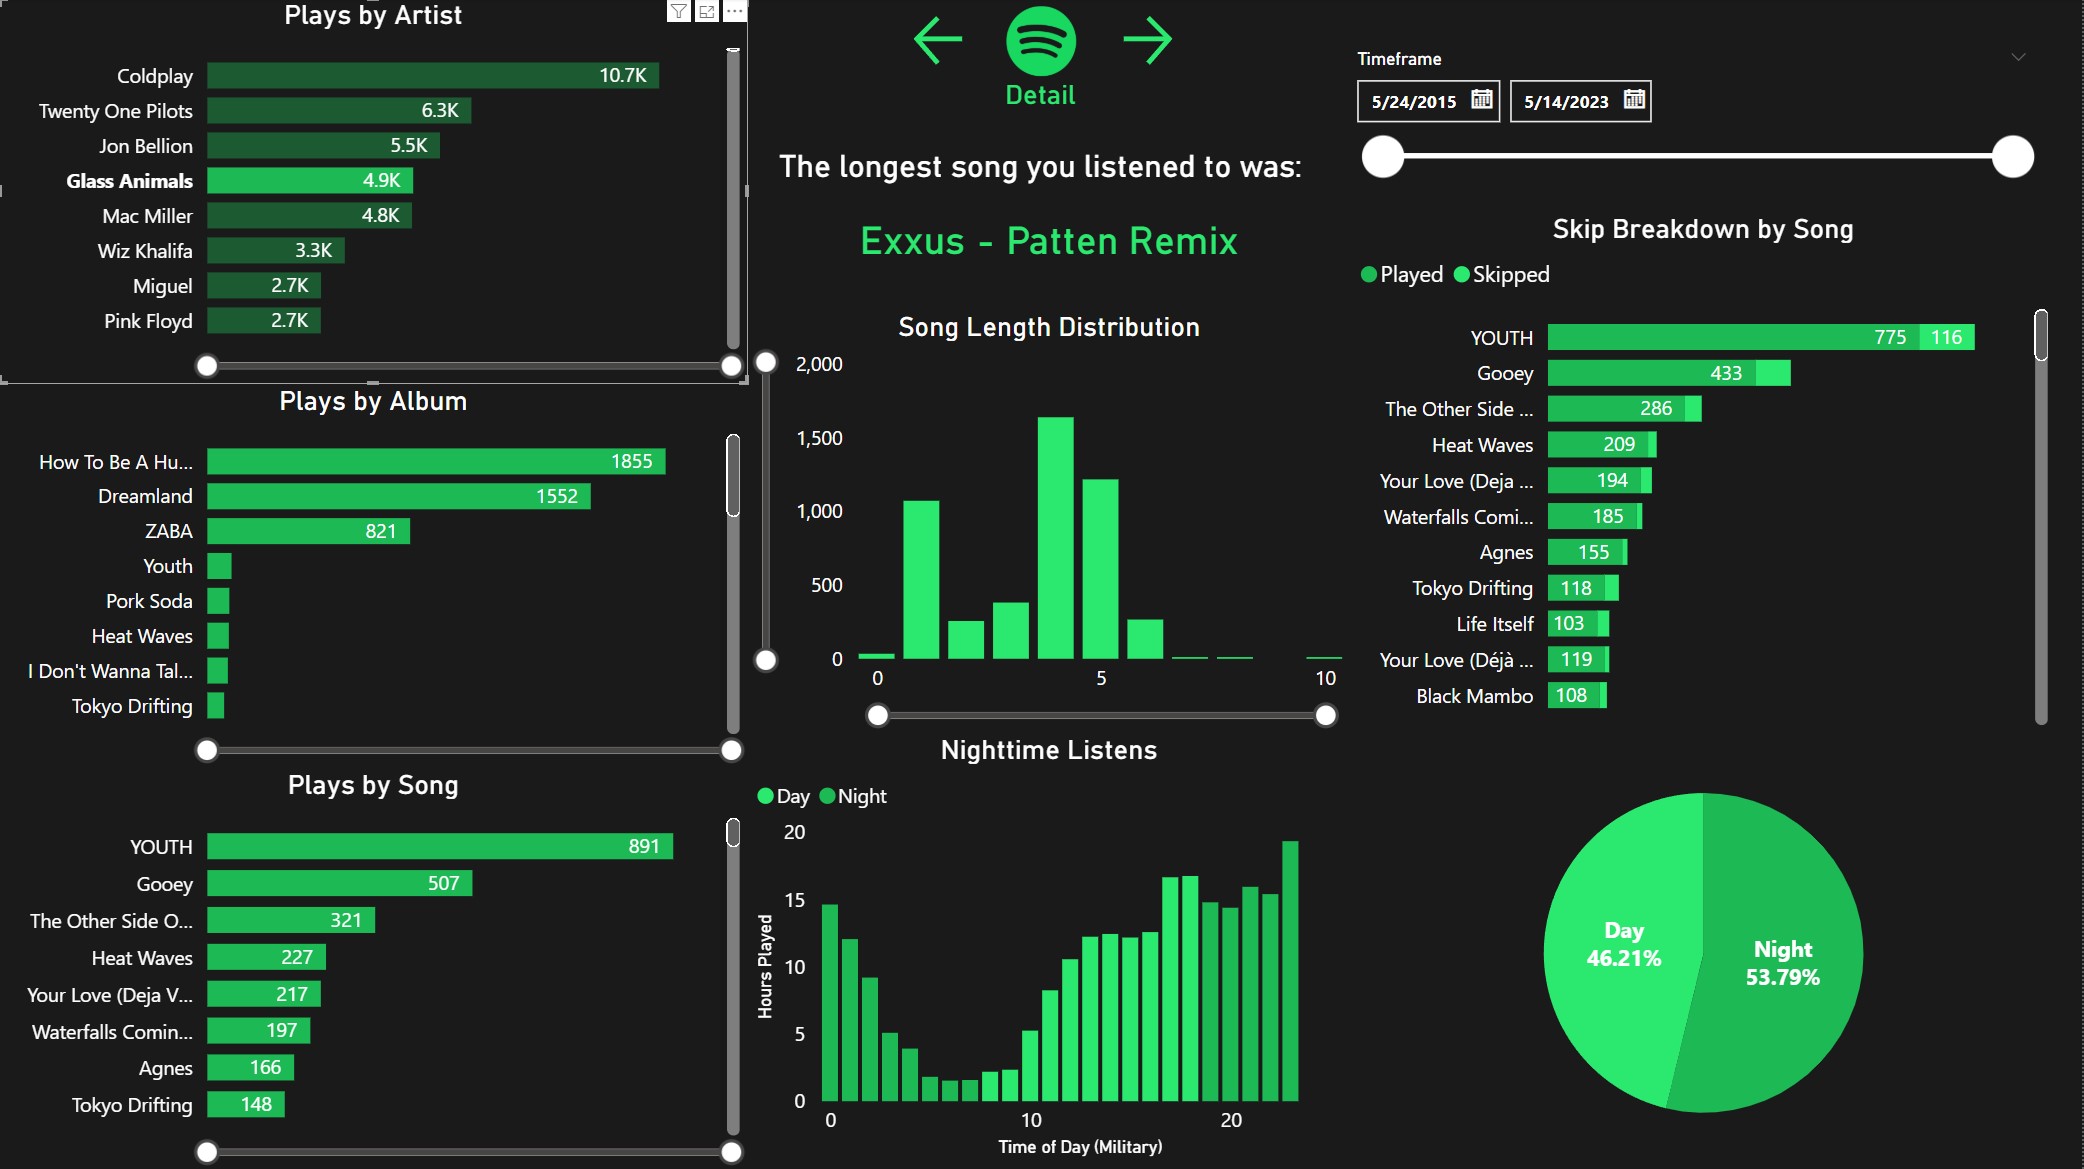 Plays by Artist
Coldplay 10.7K
Twenty One Pilots 6.3K
Jon Bellion 5.5K
Glass Animals 4.9K
Mac Miller 4.8K
Wiz Khalifa 3.3K
Miguel 2.7K
Pink Floyd 2.7K
Plays by Album
How To Be A Hu... 1855
Dreamland 1552
ZABA 821
Youth
Pork Soda
Heat Waves
I Don't Wanna Tal...
Tokyo Drifting
Plays by Song
YOUTH 891
Gooey 507
The Other Side O... 321
Heat Waves 227
Your Love (Deja V... 217
Waterfalls Comin... 197
Agnes 166
Tokyo Drifting 148
Detail
The longest song you listened to was:
Exxus - Patten Remix
Song Length Distribution
2,000
1,500
1,000
500
0
0 5 10
Nighttime Listens
Day Night
Hours Played
20
15
10
5
0
0 10 20
Time of Day (Military)
Timeframe
5/24/2015 5/14/2023
Skip Breakdown by Song
Played Skipped
YOUTH 775 116
Gooey 433
The Other Side ... 286
Heat Waves 209
Your Love (Deja ... 194
Waterfalls Comi... 185
Agnes 155
Tokyo Drifting 118
Life Itself 103
Your Love (Déjà ... 119
Black Mambo 108
Day
46.21%
Night
53.79%